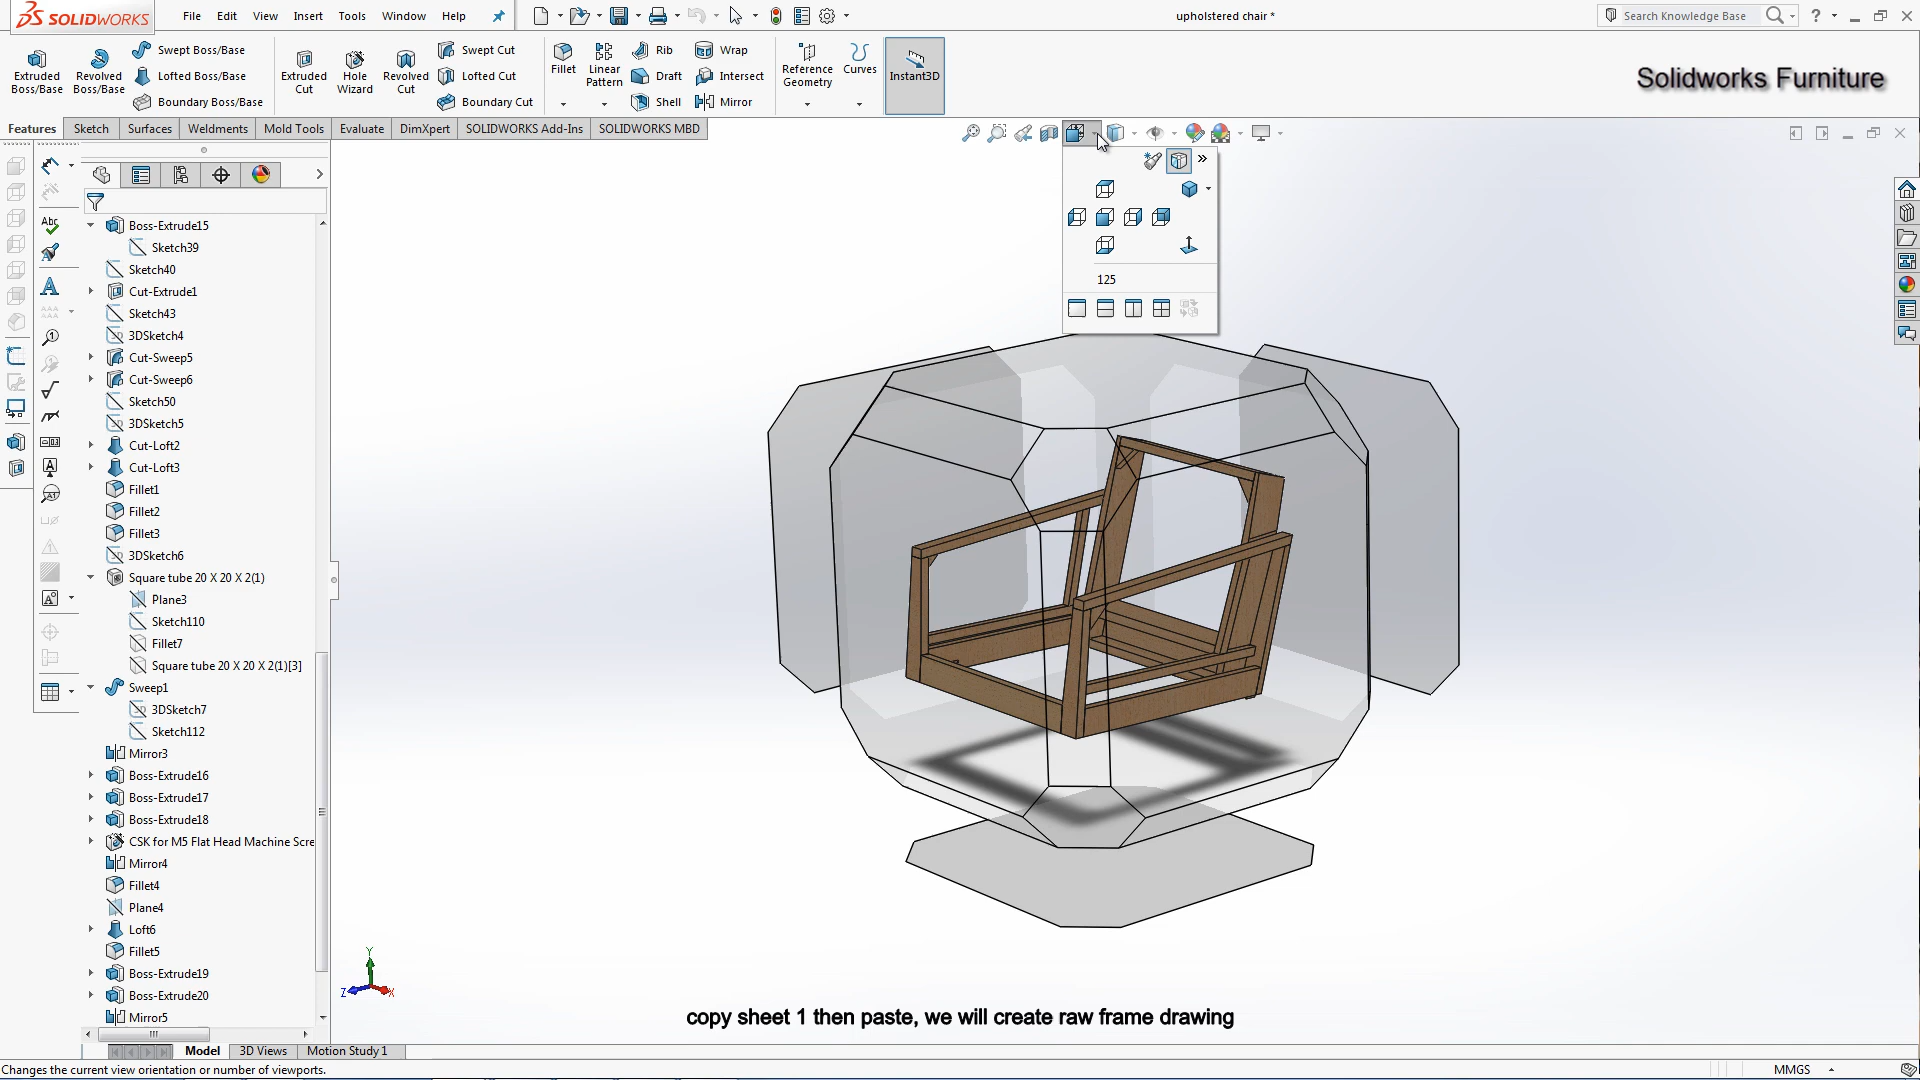 SOLIDWORKS
File Edit View Insert Tools Window Help
upholstered chair *
Search Knowledge Base
Extruded Boss/Base
Revolved Boss/Base
Swept Boss/Base
Lofted Boss/Base
Boundary Boss/Base
Extruded Cut
Hole Wizard
Revolved Cut
Swept Cut
Lofted Cut
Boundary Cut
Fillet
Linear Pattern
Rib
Draft
Shell
Wrap
Intersect
Mirror
Reference Geometry
Curves
Instant3D
Solidworks Furniture
Features Sketch Surfaces Weldments Mold Tools Evaluate DimXpert SOLIDWORKS Add-Ins SOLIDWORKS MBD
125
Boss-Extrude15
Sketch39
Sketch40
Cut-Extrude1
Sketch43
3DSketch4
Cut-Sweep5
Cut-Sweep6
Sketch50
3DSketch5
Cut-Loft2
Cut-Loft3
Fillet1
Fillet2
Fillet3
3DSketch6
Square tube 20 X 20 X 2(1)
Plane3
Sketch110
Fillet7
Square tube 20 X 20 X 2(1)[3]
Sweep1
3DSketch7
Sketch112
Mirror3
Boss-Extrude16
Boss-Extrude17
Boss-Extrude18
CSK for M5 Flat Head Machine Scre
Mirror4
Fillet4
Plane4
Loft6
Fillet5
Boss-Extrude19
Boss-Extrude20
Mirror5
Y
Z X
copy sheet 1 then paste, we will create raw frame drawing
Model 3D Views Motion Study 1
Changes the current view orientation or number of viewports.
MMGS